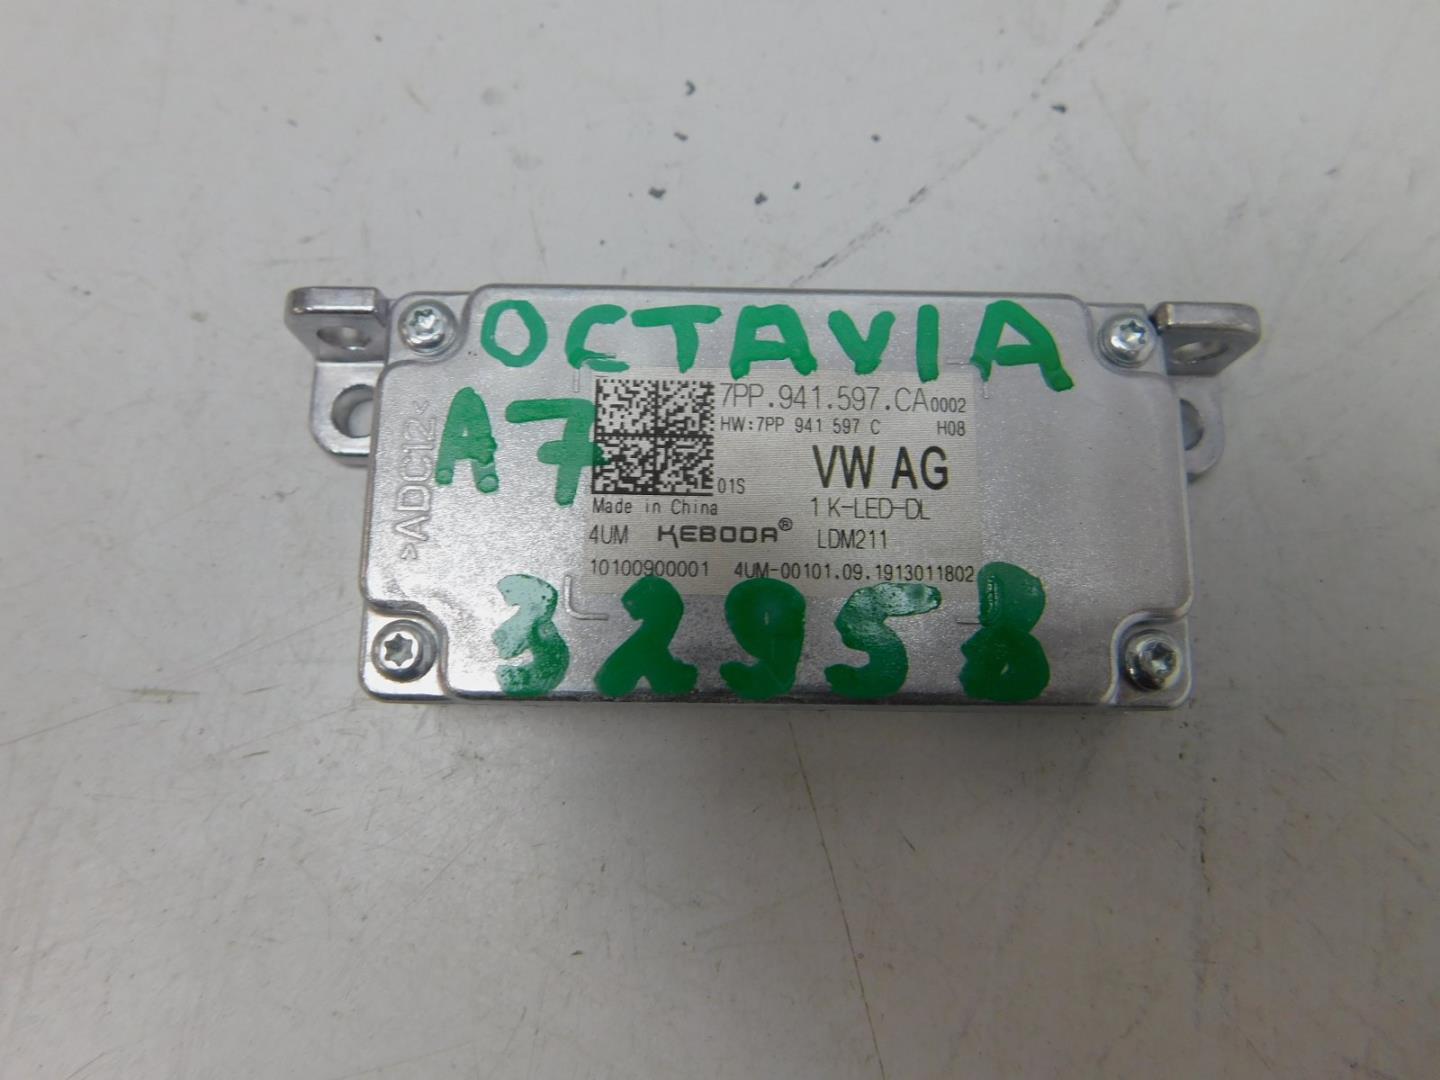 OCTAVIA
A7
7PP.941.597.CA 0002
HW:7PP 941 597 C H08
VW AG
01S
Made in China 1 K-LED-DL
4UM KEBODA® LDM211
10100900001 4UM-00101.09.1913011802
32958
>ADC12<